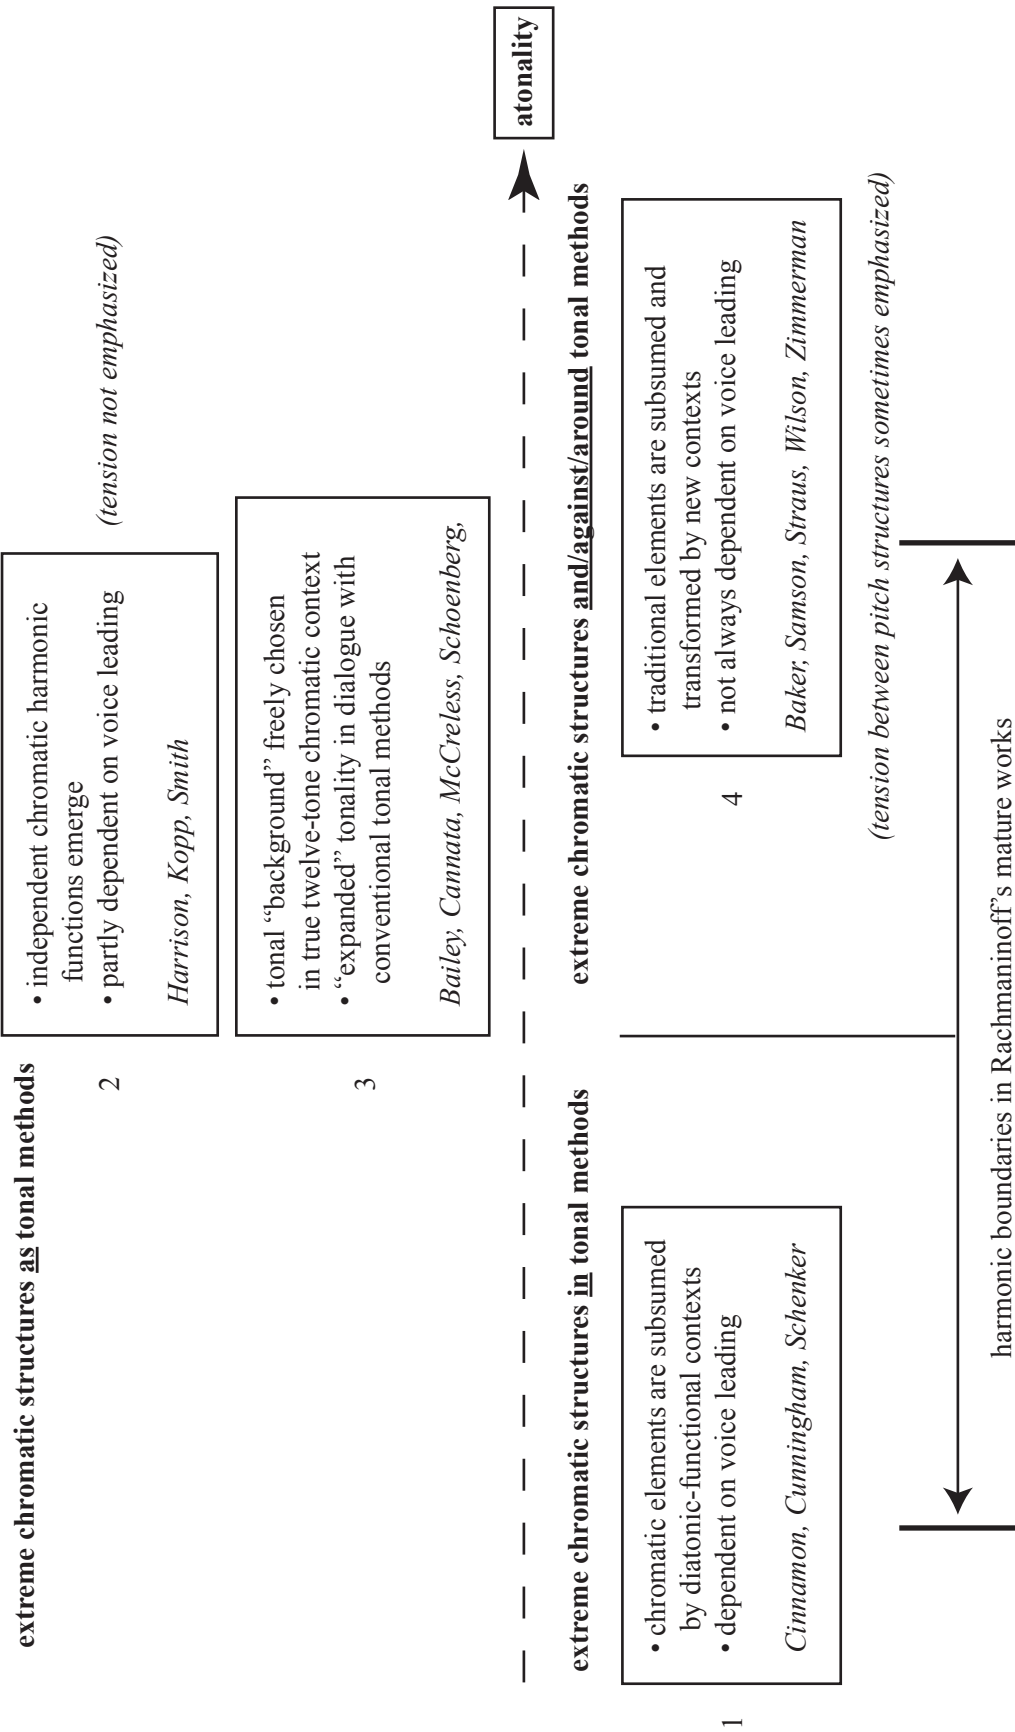 extreme chromatic structures as tonal methods
2
• independent chromatic harmonic
functions emerge
• partly dependent on voice leading
Harrison, Kopp, Smith
(tension not emphasized)
3
• tonal “background” freely chosen
in true twelve-tone chromatic context
• “expanded” tonality in dialogue with
conventional tonal methods
Bailey, Cannata, McCreless, Schoenberg,
atonality
extreme chromatic structures in tonal methods
1
• chromatic elements are subsumed
by diatonic-functional contexts
• dependent on voice leading
Cinnamon, Cunningham, Schenker
extreme chromatic structures and/against/around tonal methods
4
• traditional elements are subsumed and
transformed by new contexts
• not always dependent on voice leading
Baker, Samson, Straus, Wilson, Zimmerman
(tension between pitch structures sometimes emphasized)
harmonic boundaries in Rachmaninoff’s mature works